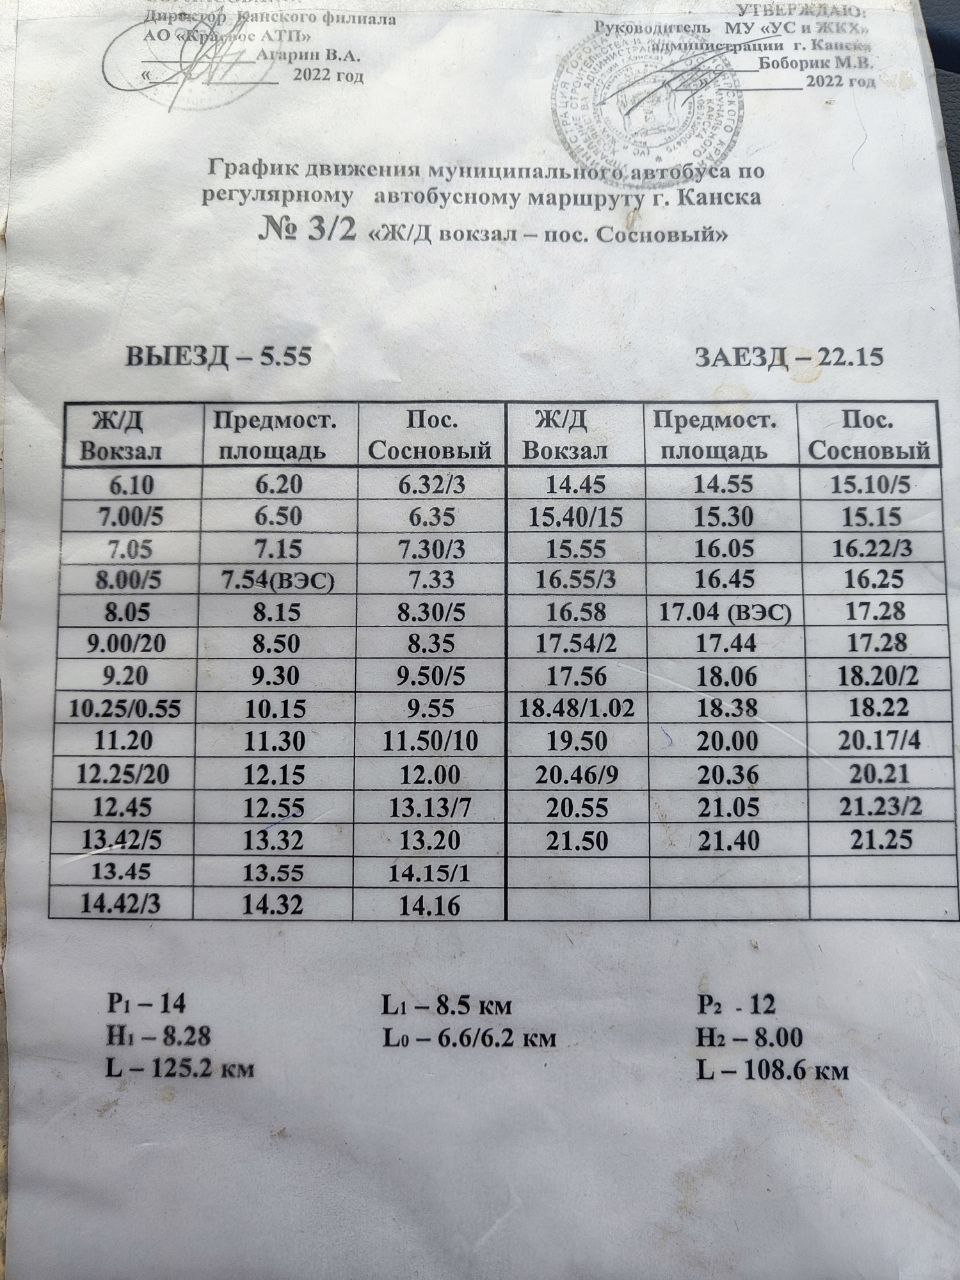 Директор Канского филиала
АО «Краевое АТП»
Агарин В.А.
« 2022 год
УТВЕРЖДАЮ:
Руководитель МУ «УС и ЖКХ»
администрации г. Канска
Боборик М.В.
2022 год
График движения муниципального автобуса по
регулярному автобусному маршруту г. Канска
№ 3/2 «Ж/Д вокзал – пос. Сосновый»
ВЫЕЗД – 5.55 ЗАЕЗД – 22.15
Ж/Д Предмост. Пос. Ж/Д Предмост. Пос.
Вокзал площадь Сосновый Вокзал площадь Сосновый
6.10 6.20 6.32/3 14.45 14.55 15.10/5
7.00/5 6.50 6.35 15.40/15 15.30 15.15
7.05 7.15 7.30/3 15.55 16.05 16.22/3
8.00/5 7.54(ВЭС) 7.33 16.55/3 16.45 16.25
8.05 8.15 8.30/5 16.58 17.04 (ВЭС) 17.28
9.00/20 8.50 8.35 17.54/2 17.44 17.28
9.20 9.30 9.50/5 17.56 18.06 18.20/2
10.25/0.55 10.15 9.55 18.48/1.02 18.38 18.22
11.20 11.30 11.50/10 19.50 20.00 20.17/4
12.25/20 12.15 12.00 20.46/9 20.36 20.21
12.45 12.55 13.13/7 20.55 21.05 21.23/2
13.42/5 13.32 13.20 21.50 21.40 21.25
13.45 13.55 14.15/1
14.42/3 14.32 14.16
P1 – 14 L1 – 8.5 км P2 - 12
H1 – 8.28 L0 – 6.6/6.2 км H2 – 8.00
L – 125.2 км L – 108.6 км